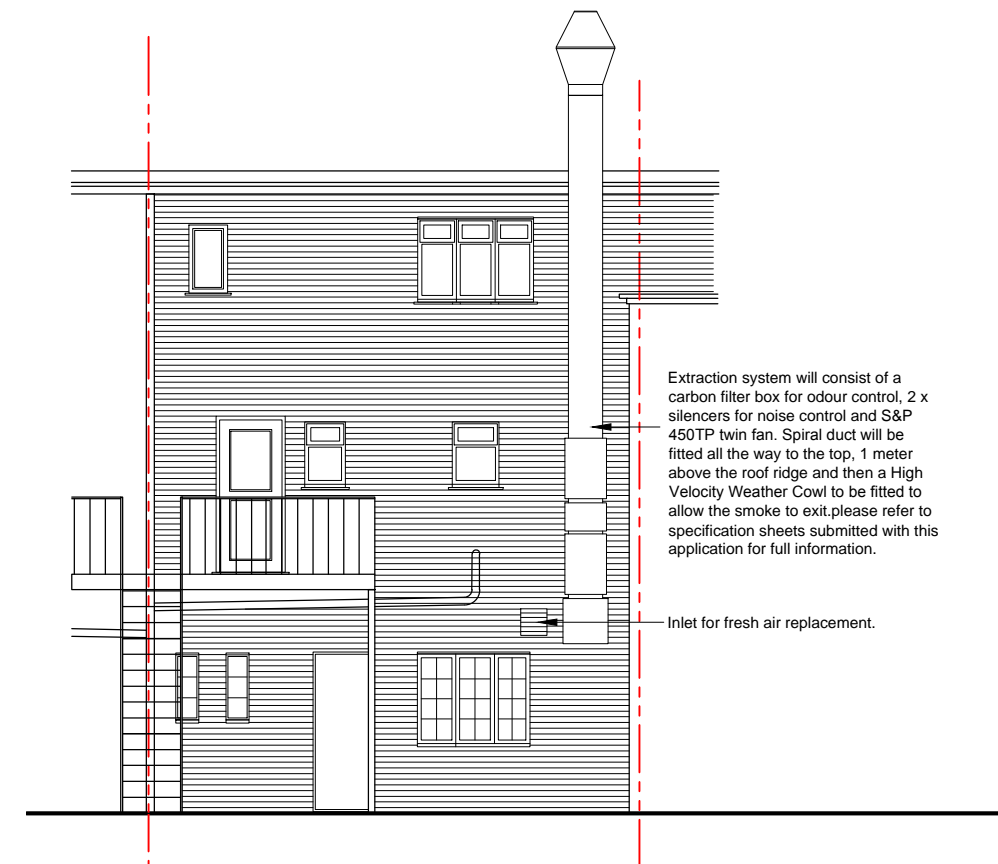 Extraction system will consist of a
carbon filter box for odour control, 2 x
silencers for noise control and S&P
450TP twin fan. Spiral duct will be
fitted all the way to the top, 1 meter
above the roof ridge and then a High
Velocity Weather Cowl to be fitted to
allow the smoke to exit.please refer to
specification sheets submitted with this
application for full information.
Inlet for fresh air replacement.